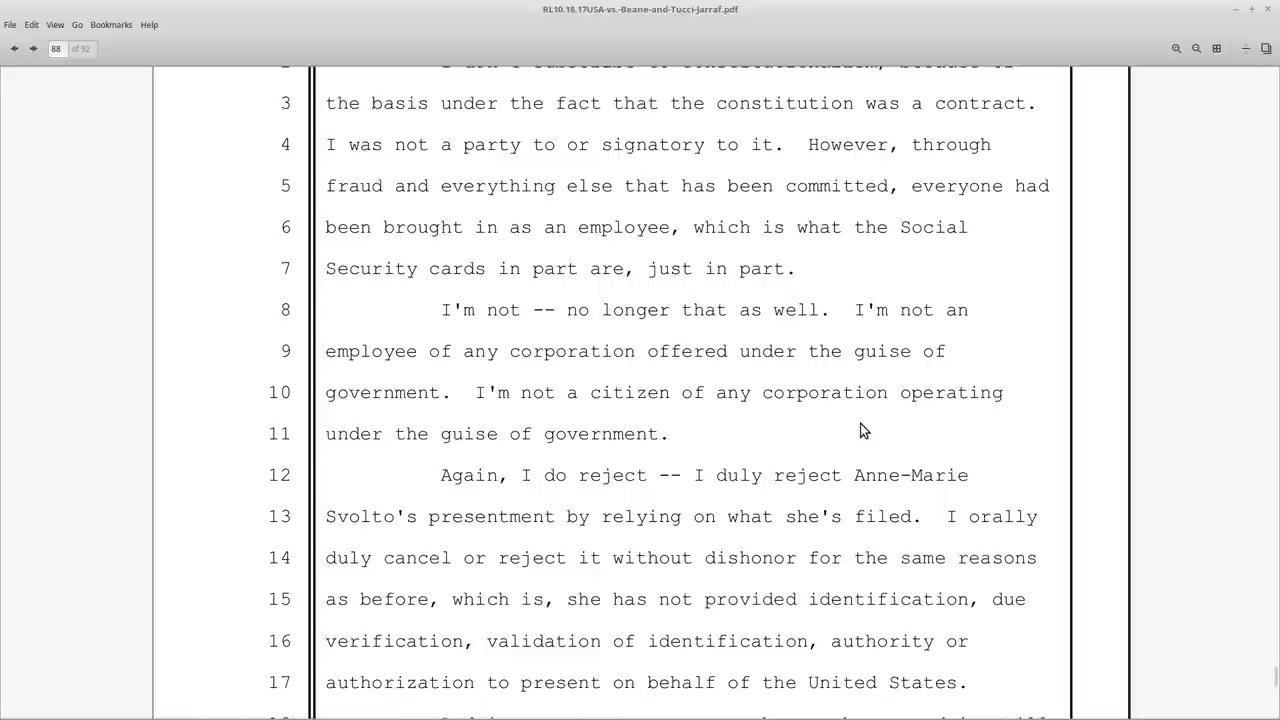 RL10.18.17USA-vs.-Beane-and-Tucci-Jarraf.pdf
File Edit View Go Bookmarks Help
88 of 92
3 the basis under the fact that the constitution was a contract.
4 I was not a party to or signatory to it. However, through
5 fraud and everything else that has been committed, everyone had
6 been brought in as an employee, which is what the Social
7 Security cards in part are, just in part.
8 I'm not -- no longer that as well. I'm not an
9 employee of any corporation offered under the guise of
10 government. I'm not a citizen of any corporation operating
11 under the guise of government.
12 Again, I do reject -- I duly reject Anne-Marie
13 Svolto's presentment by relying on what she's filed. I orally
14 duly cancel or reject it without dishonor for the same reasons
15 as before, which is, she has not provided identification, due
16 verification, validation of identification, authority or
17 authorization to present on behalf of the United States.